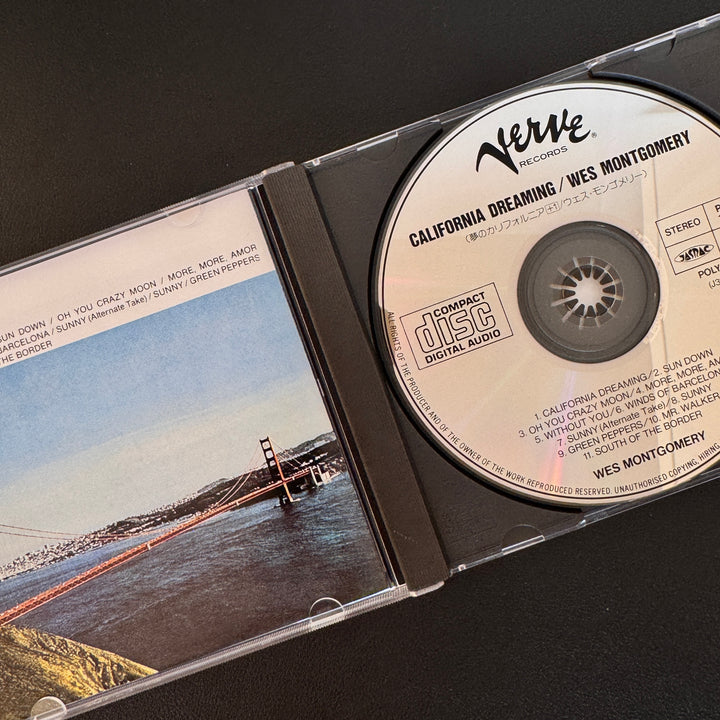 SUN DOWN / OH YOU CRAZY MOON / MORE, MORE, AMOR
BARCELONA / SUNNY (Alternate Take) / SUNNY / GREEN PEPPERS
THE BORDER
Verve®
RECORDS
CALIFORNIA DREAMING / WES MONTGOMERY
(夢のカリフォルニア+1/ウェス・モンゴメリー)
STEREO
JASRAC
POLY
(J3
COMPACT
disc
DIGITAL AUDIO
1. CALIFORNIA DREAMING/2. SUN DOWN
3. OH YOU CRAZY MOON/4. MORE, MORE, AM
5. WITHOUT YOU/6. WINDS OF BARCELON
7. SUNNY (Alternate Take)/8. SUNNY
9. GREEN PEPPERS/10. MR. WALKER
11. SOUTH OF THE BORDER
WES MONTGOMERY
ALL RIGHTS OF THE PRODUCER AND OF THE OWNER OF THE WORK REPRODUCED RESERVED. UNAUTHORISED COPYING, HIRING